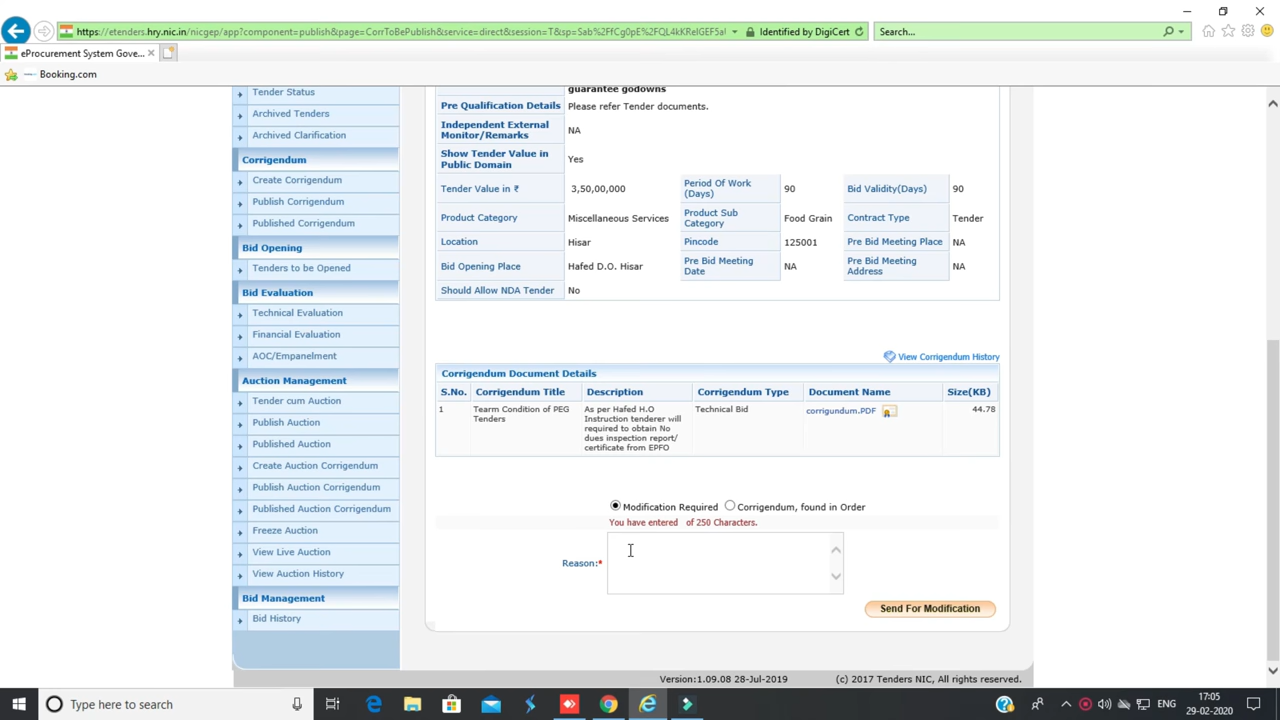 https://etenders.hry.nic.in/nicgep/app?component=publish&page=CorrToBePublish&service=direct&session=T&sp=Sab%2FfCg0pE%2FQL4kKRelGEF5al
Identified by DigiCert
Search...
eProcurement System Gove...
Booking.com
Tender Status
Archived Tenders
Archived Clarification
Corrigendum
Create Corrigendum
Publish Corrigendum
Published Corrigendum
Bid Opening
Tenders to be Opened
Bid Evaluation
Technical Evaluation
Financial Evaluation
AOC/Empanelment
Auction Management
Tender cum Auction
Publish Auction
Published Auction
Create Auction Corrigendum
Publish Auction Corrigendum
Published Auction Corrigendum
Freeze Auction
View Live Auction
View Auction History
Bid Management
Bid History
guarantee godowns
Pre Qualification Details Please refer Tender documents.
Independent External
Monitor/Remarks NA
Show Tender Value in
Public Domain Yes
Tender Value in ₹ 3,50,00,000 Period Of Work
(Days) 90 Bid Validity(Days) 90
Product Category Miscellaneous Services Product Sub
Category Food Grain Contract Type Tender
Location Hisar Pincode 125001 Pre Bid Meeting Place NA
Bid Opening Place Hafed D.O. Hisar Pre Bid Meeting
Date NA Pre Bid Meeting
Address NA
Should Allow NDA Tender No
View Corrigendum History
Corrigendum Document Details
S.No. Corrigendum Title Description Corrigendum Type Document Name Size(KB)
1 Tearm Condition of PEG
Tenders
As per Hafed H.O
Instruction tenderer will
required to obtain No
dues inspection report/
certificate from EPFO
Technical Bid corrigundum.PDF 44.78
Modification Required Corrigendum, found in Order
You have entered of 250 Characters.
Reason:*
Send For Modification
Version:1.09.08 28-Jul-2019 (c) 2017 Tenders NIC, All rights reserved.
Type here to search
ENG
17:05
29-02-2020